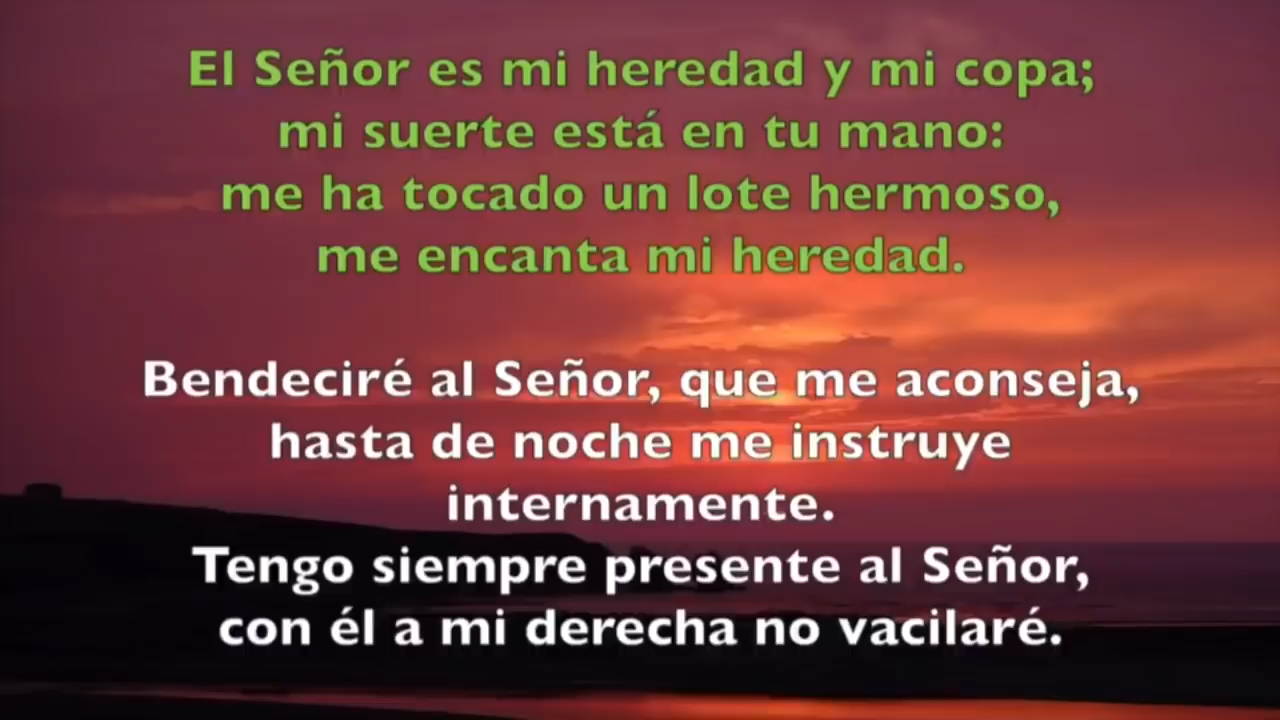 El Señor es mi heredad y mi copa;
mi suerte está en tu mano:
me ha tocado un lote hermoso,
me encanta mi heredad.
Bendeciré al Señor, que me aconseja,
hasta de noche me instruye
internamente.
Tengo siempre presente al Señor,
con él a mi derecha no vacilaré.